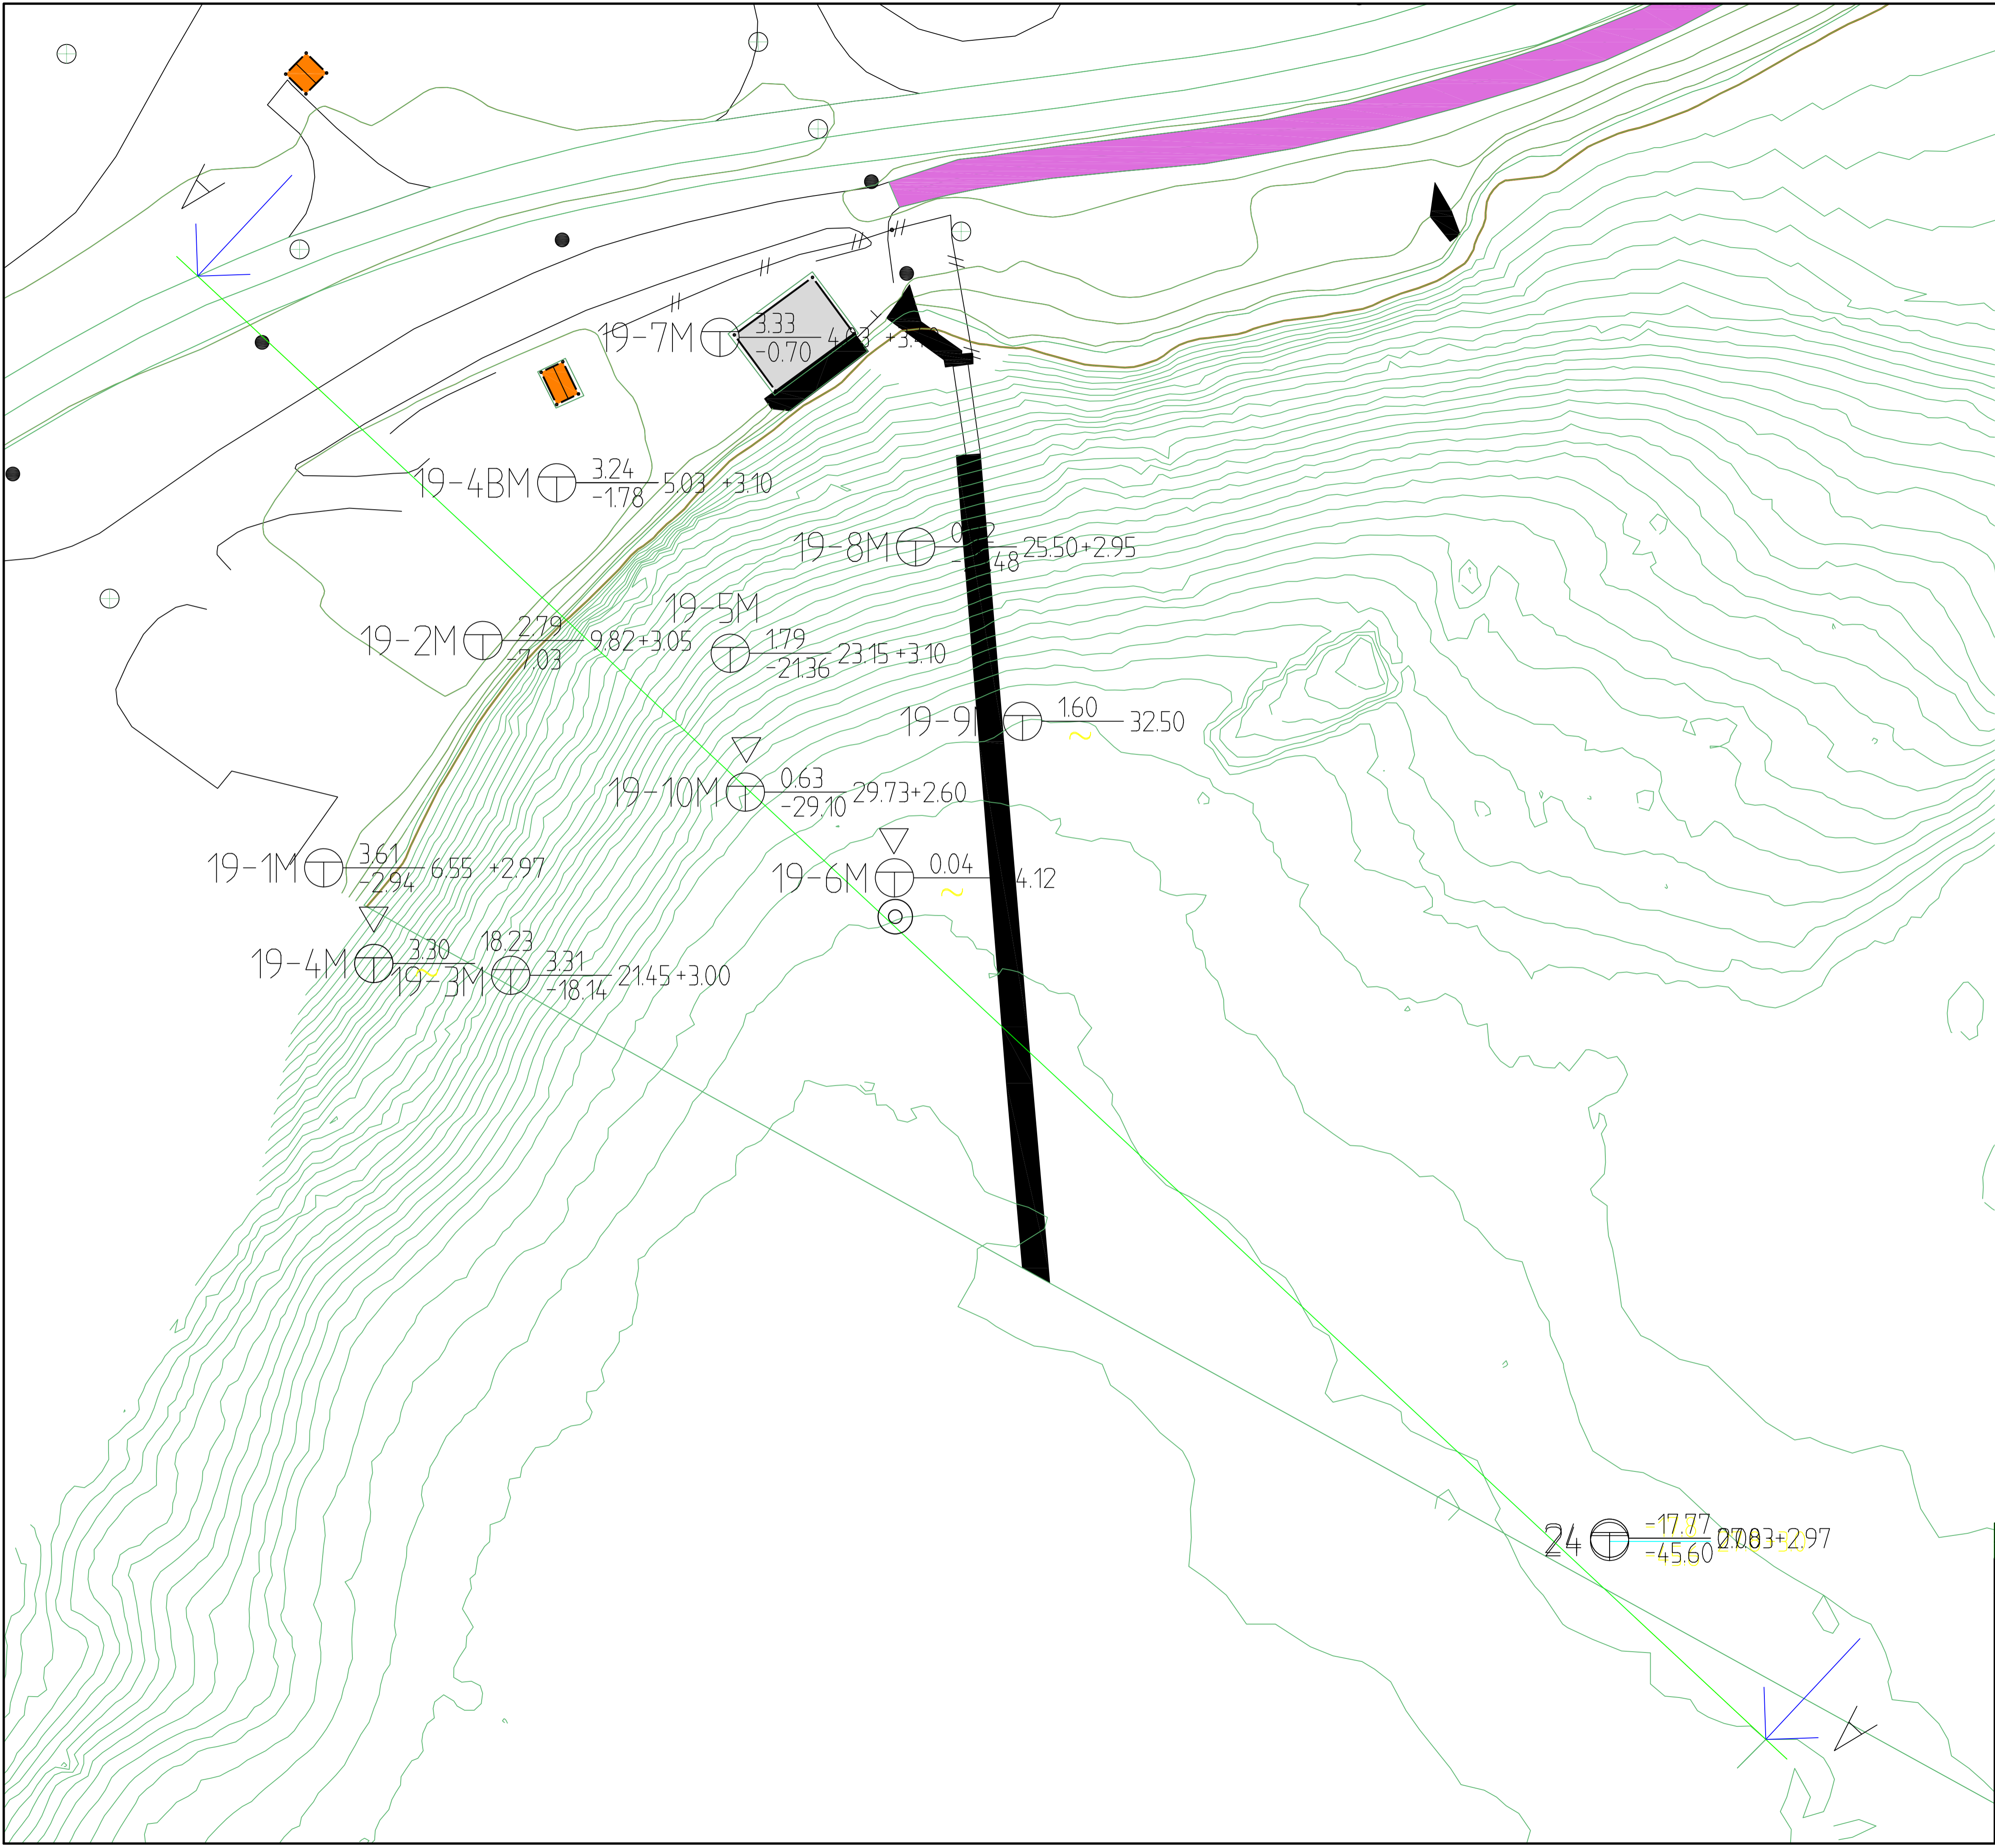 A
19-7M 3.33
-0.70
19-4BM 3.24 5.03 +3.10
-1.78
19-8M 25.50+2.95
19-5M
19-2M 2.79 9.82+3.05
-7.03
1.79 23.15+3.10
-21.36
1.60 32.50
~
19-10M 0.63 29.73+2.60
-29.10
19-1M 3.61 6.55 +2.97
-2.94
19-6M 0.04 4.12
~
19-4M 3.30 18.23
~
19-3M 3.31 21.45+3.00
-18.14
24 -17.77
-45.60
A